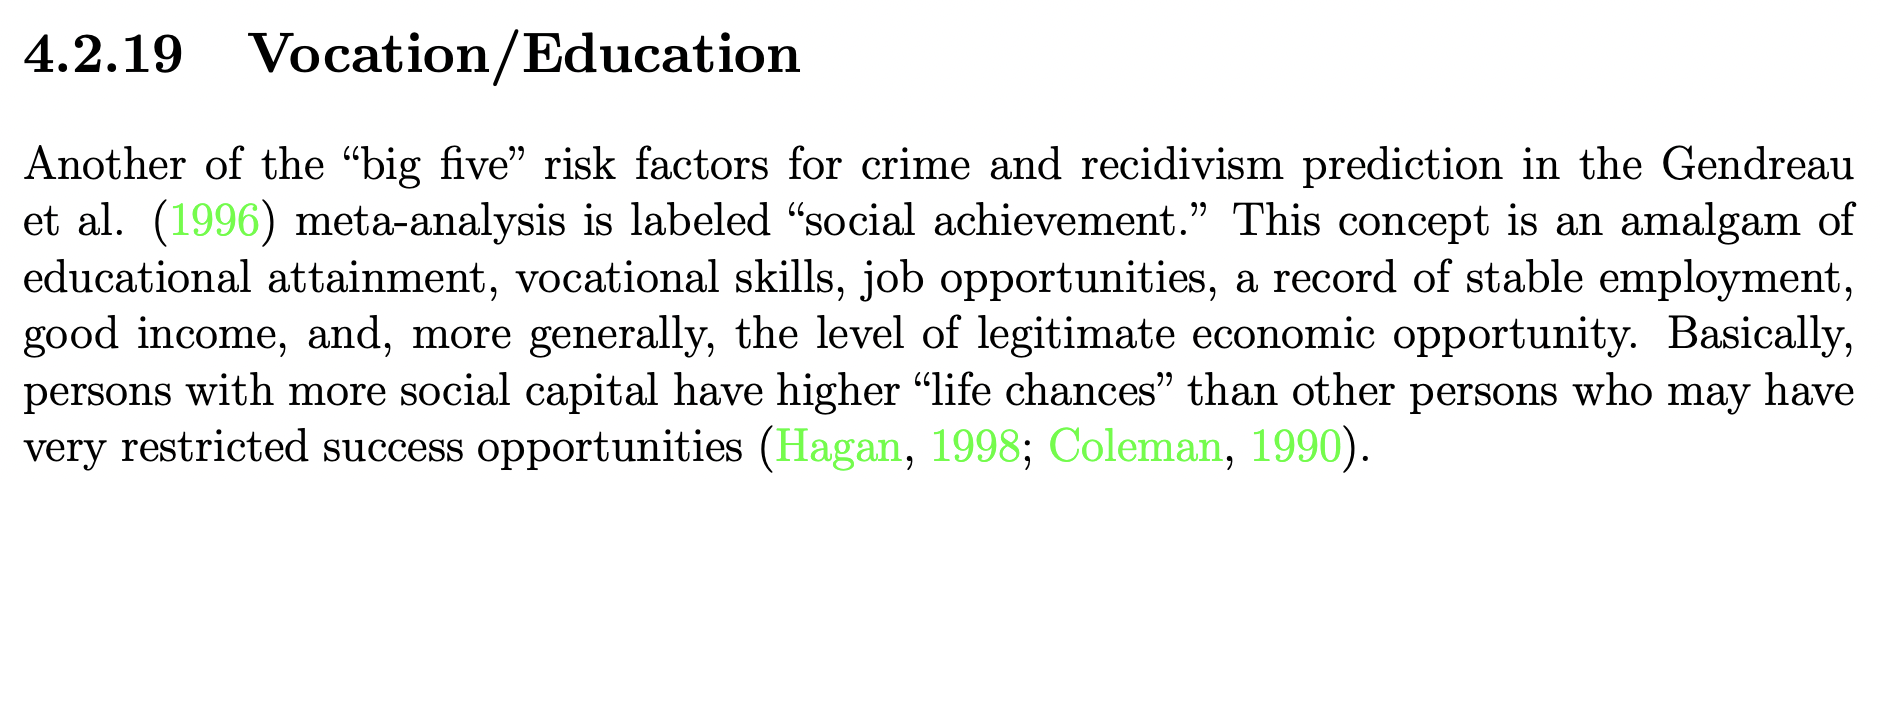 4.2.19 Vocation/Education
Another of the “big five” risk factors for crime and recidivism prediction in the Gendreau
et al. (1996) meta-analysis is labeled “social achievement.” This concept is an amalgam of
educational attainment, vocational skills, job opportunities, a record of stable employment,
good income, and, more generally, the level of legitimate economic opportunity. Basically,
persons with more social capital have higher “life chances” than other persons who may have
very restricted success opportunities (Hagan, 1998; Coleman, 1990).